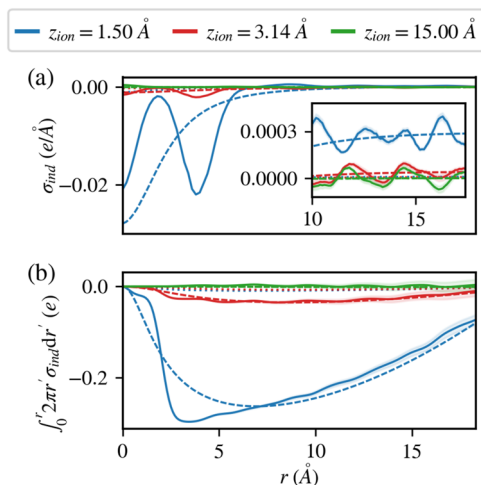 z_ion = 1.50 Å z_ion = 3.14 Å z_ion = 15.00 Å
(a)
0.00
−0.02
σ_ind (e/Å)
0.0003
0.0000
10 15
(b)
0.0
−0.2
∫₀ʳ 2πr′σ_ind dr′ (e)
0 5 10 15
r (Å)